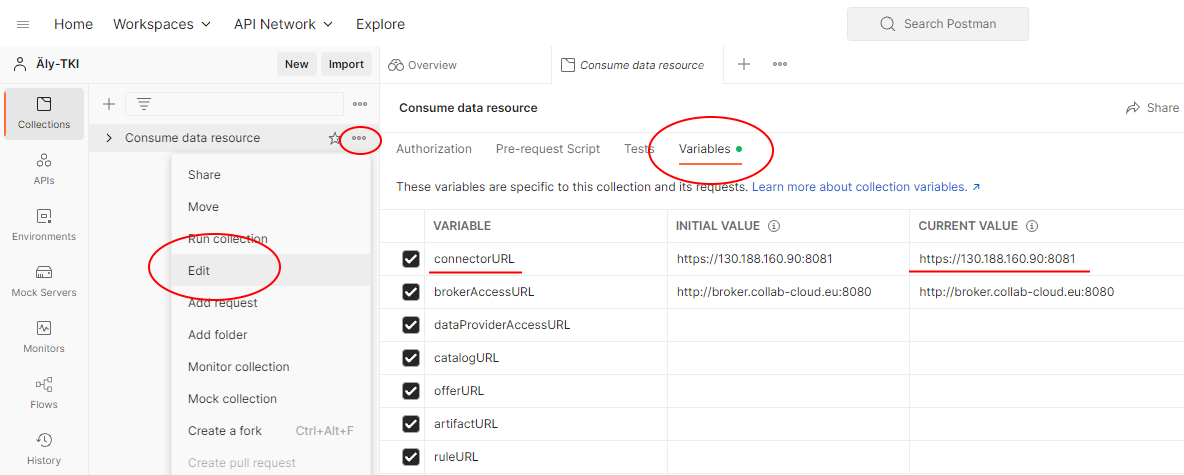 Home Workspaces API Network Explore Search Postman
Äly-TKI New Import Overview Consume data resource
Consume data resource Share
Collections
Consume data resource
Authorization Pre-request Script Tests Variables
APIs
Share
These variables are specific to this collection and its requests. Learn more about collection variables.
Move
Environments
Run collection
VARIABLE INITIAL VALUE CURRENT VALUE
Edit
connectorURL https://130.188.160.90:8081 https://130.188.160.90:8081
Mock Servers
Add request
brokerAccessURL http://broker.collab-cloud.eu:8080 http://broker.collab-cloud.eu:8080
Add folder
dataProviderAccessURL
Monitors
Monitor collection
catalogURL
Mock collection
offerURL
Flows
Create a fork Ctrl+Alt+F
artifactURL
History
Create pull request
ruleURL